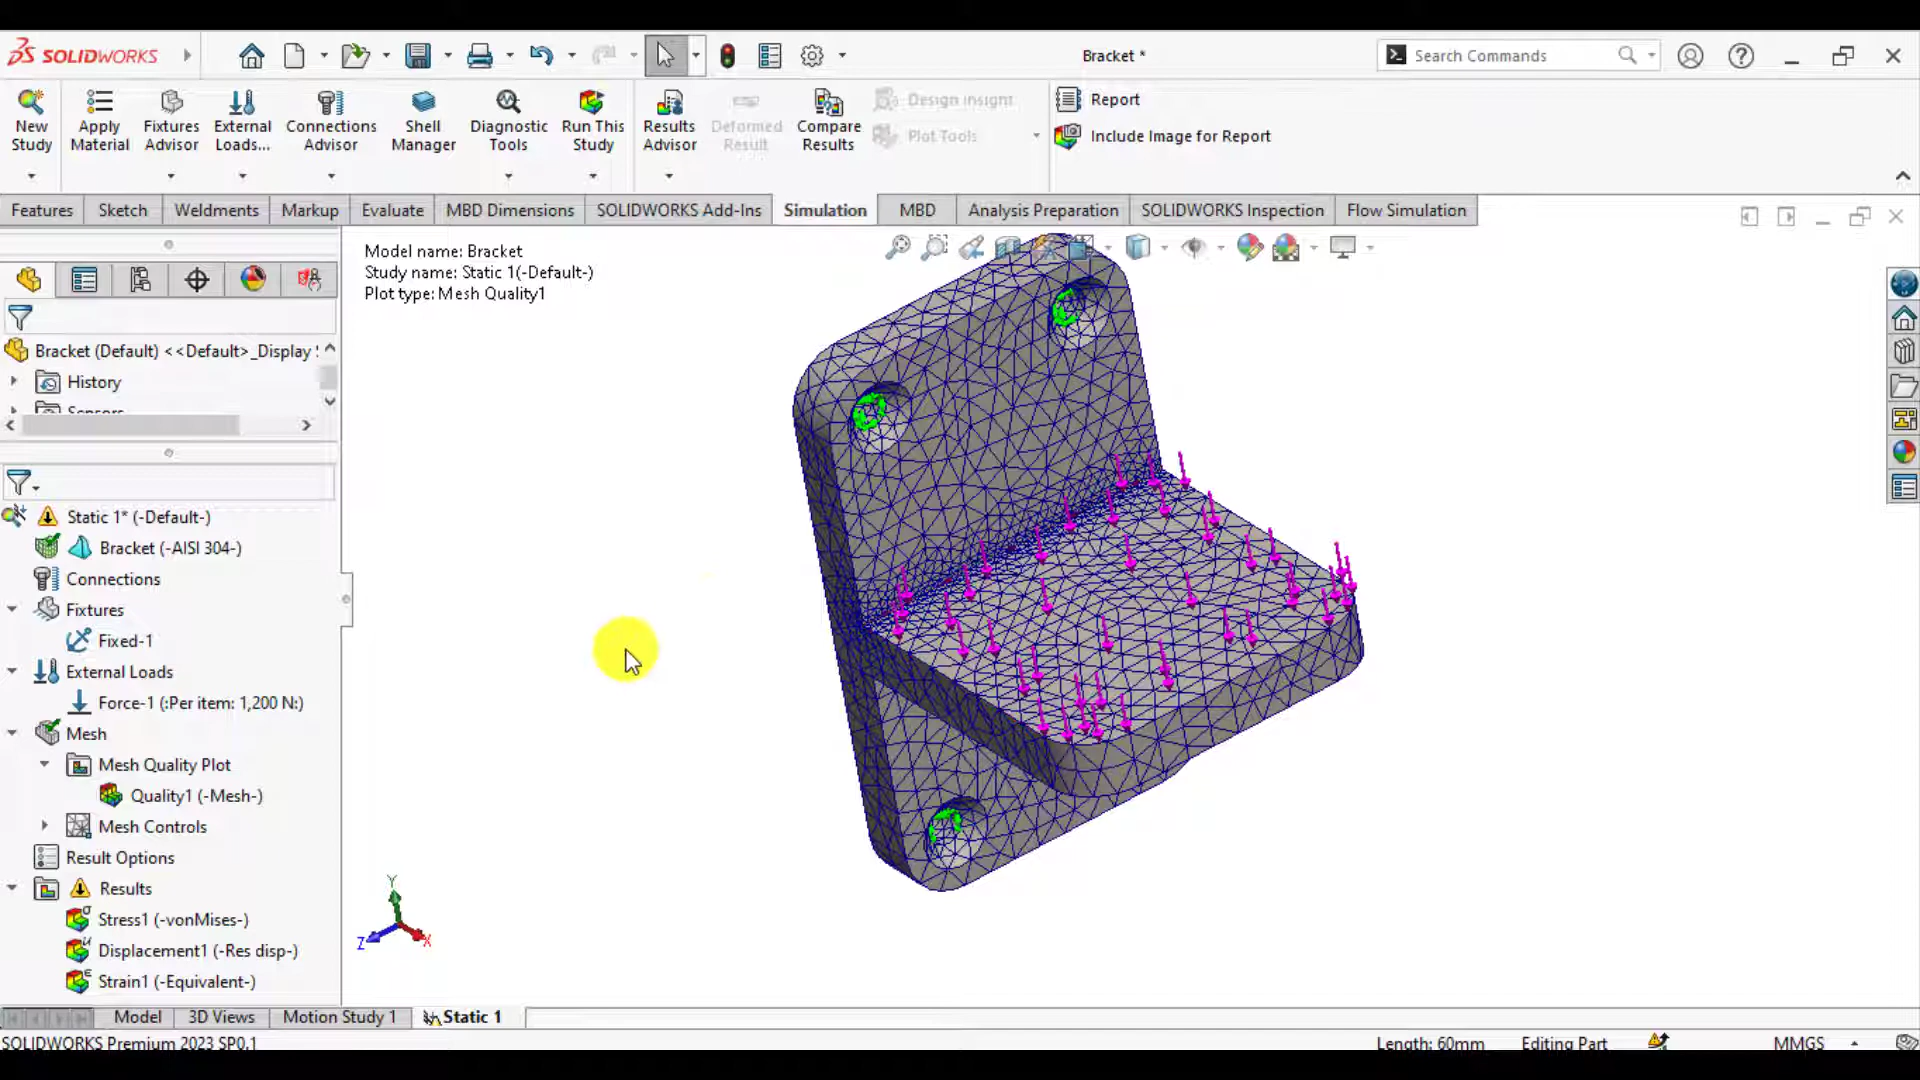 SOLIDWORKS
Bracket *
Search Commands
New Study
Apply Material
Fixtures Advisor
External Loads...
Connections Advisor
Shell Manager
Diagnostic Tools
Run This Study
Results Advisor
Deformed Result
Compare Results
Design Insight
Plot Tools
Report
Include Image for Report
Features
Sketch
Weldments
Markup
Evaluate
MBD Dimensions
SOLIDWORKS Add-Ins
Simulation
MBD
Analysis Preparation
SOLIDWORKS Inspection
Flow Simulation
Model name: Bracket
Study name: Static 1(-Default-)
Plot type: Mesh Quality1
Bracket (Default) <<Default>_Display
History
Sensors
Static 1* (-Default-)
Bracket (-AISI 304-)
Connections
Fixtures
Fixed-1
External Loads
Force-1 (:Per item: 1,200 N:)
Mesh
Mesh Quality Plot
Quality1 (-Mesh-)
Mesh Controls
Result Options
Results
Stress1 (-vonMises-)
Displacement1 (-Res disp-)
Strain1 (-Equivalent-)
Y
Z
X
Model
3D Views
Motion Study 1
Static 1
SOLIDWORKS Premium 2023 SP0.1
Length: 60mm
Editing Part
MMGS